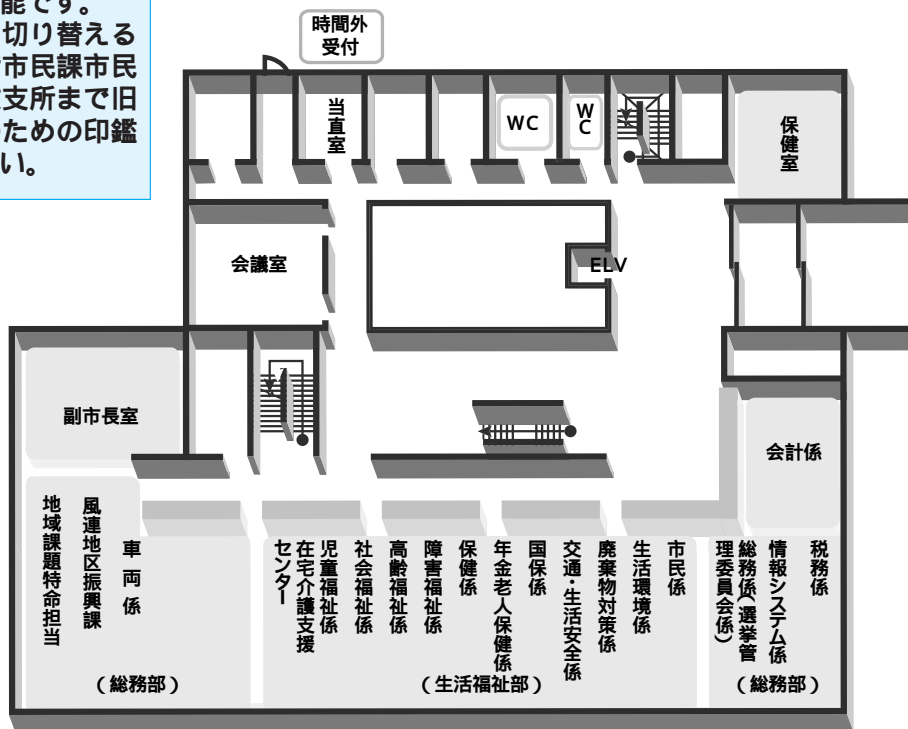 能です。
切り替える
市民課市民
支所まで旧
ための印鑑
い。
時間外
受付
当直室
WC
WC
保健室
会議室
ELV
副市長室
会計係
地域課題特命担当
風連地区振興課
車両係
(総務部)
在宅介護支援
センター
児童福祉係
社会福祉係
高齢福祉係
障害福祉係
保健係
年金老人保健係
国保係
交通・生活安全係
廃棄物対策係
生活環境係
市民係
(生活福祉部)
総務係(選挙管
理委員会係)
情報システム係
税務係
(総務部)